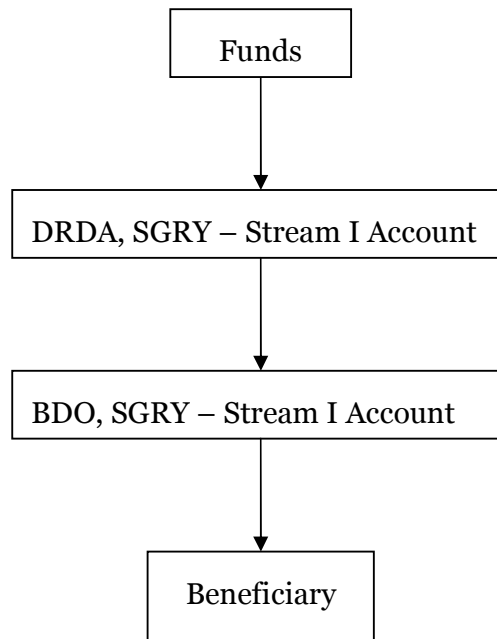 Funds
DRDA, SGRY – Stream I Account
BDO, SGRY – Stream I Account
Beneficiary